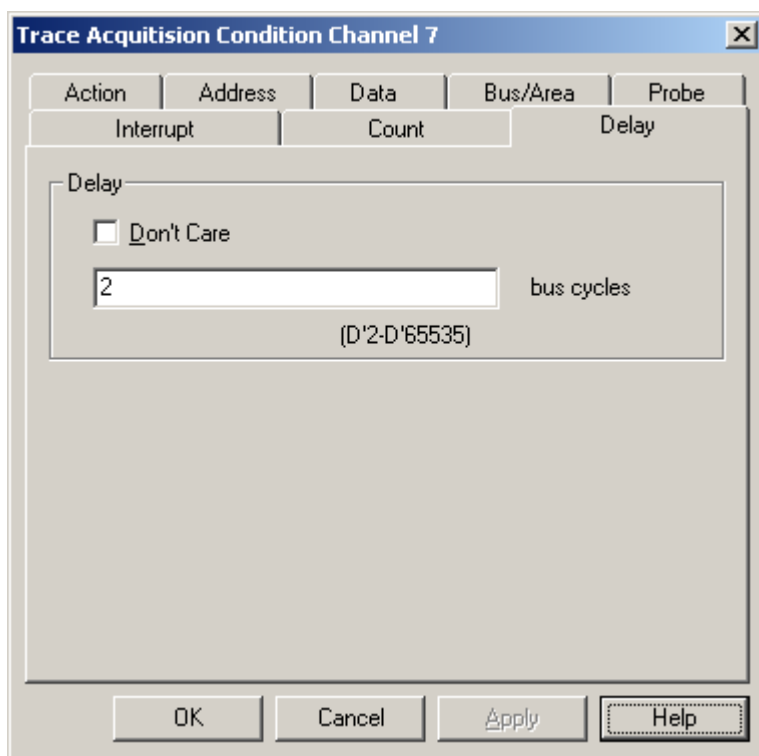 Trace Acquitision Condition Channel 7
Action Address Data Bus/Area Probe
Interrupt Count Delay
Delay
Don't Care
2 bus cycles
(D'2-D'65535)
OK Cancel Apply Help